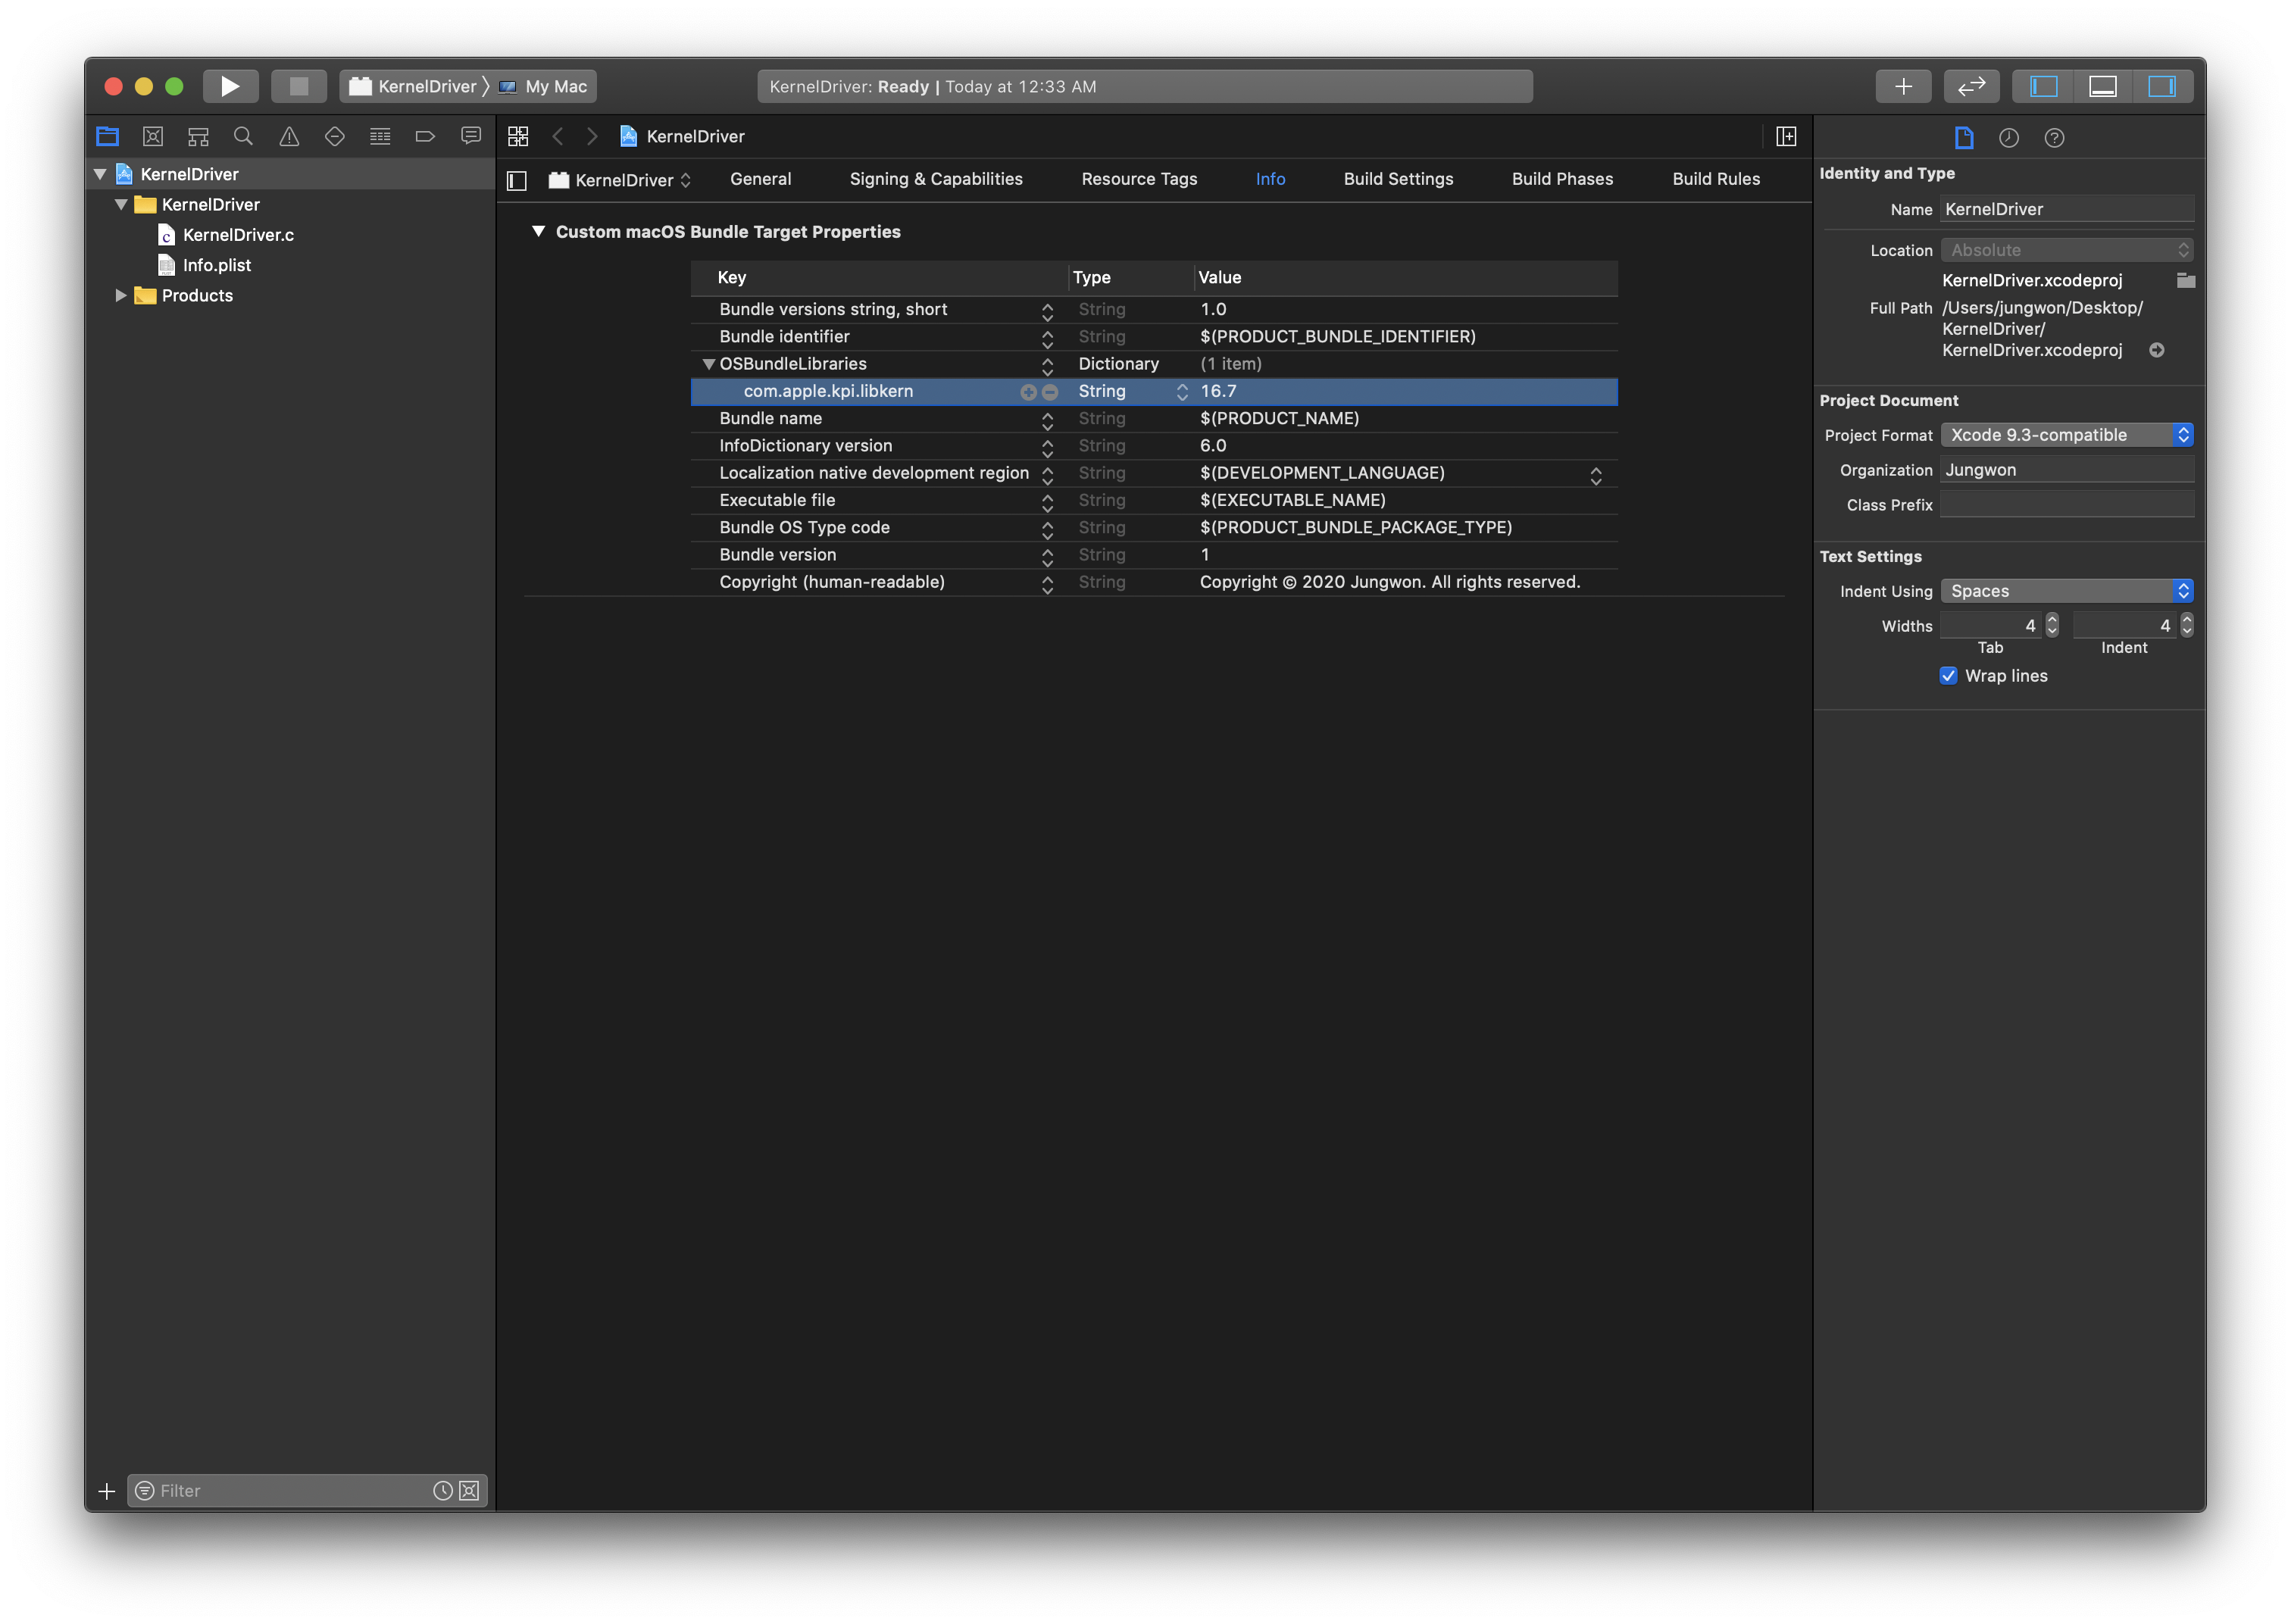 KernelDriver 〉 My Mac
KernelDriver: Ready | Today at 12:33 AM
KernelDriver
KernelDriver
KernelDriver.c
Info.plist
Products
Filter
KernelDriver
KernelDriver General Signing & Capabilities Resource Tags Info Build Settings Build Phases Build Rules
Custom macOS Bundle Target Properties
Key Type Value
Bundle versions string, short String 1.0
Bundle identifier String $(PRODUCT_BUNDLE_IDENTIFIER)
OSBundleLibraries Dictionary (1 item)
com.apple.kpi.libkern String 16.7
Bundle name String $(PRODUCT_NAME)
InfoDictionary version String 6.0
Localization native development region String $(DEVELOPMENT_LANGUAGE)
Executable file String $(EXECUTABLE_NAME)
Bundle OS Type code String $(PRODUCT_BUNDLE_PACKAGE_TYPE)
Bundle version String 1
Copyright (human-readable) String Copyright © 2020 Jungwon. All rights reserved.
Identity and Type
Name KernelDriver
Location Absolute
KernelDriver.xcodeproj
Full Path /Users/jungwon/Desktop/
KernelDriver/
KernelDriver.xcodeproj
Project Document
Project Format Xcode 9.3-compatible
Organization Jungwon
Class Prefix
Text Settings
Indent Using Spaces
Widths 4 4
Tab Indent
Wrap lines